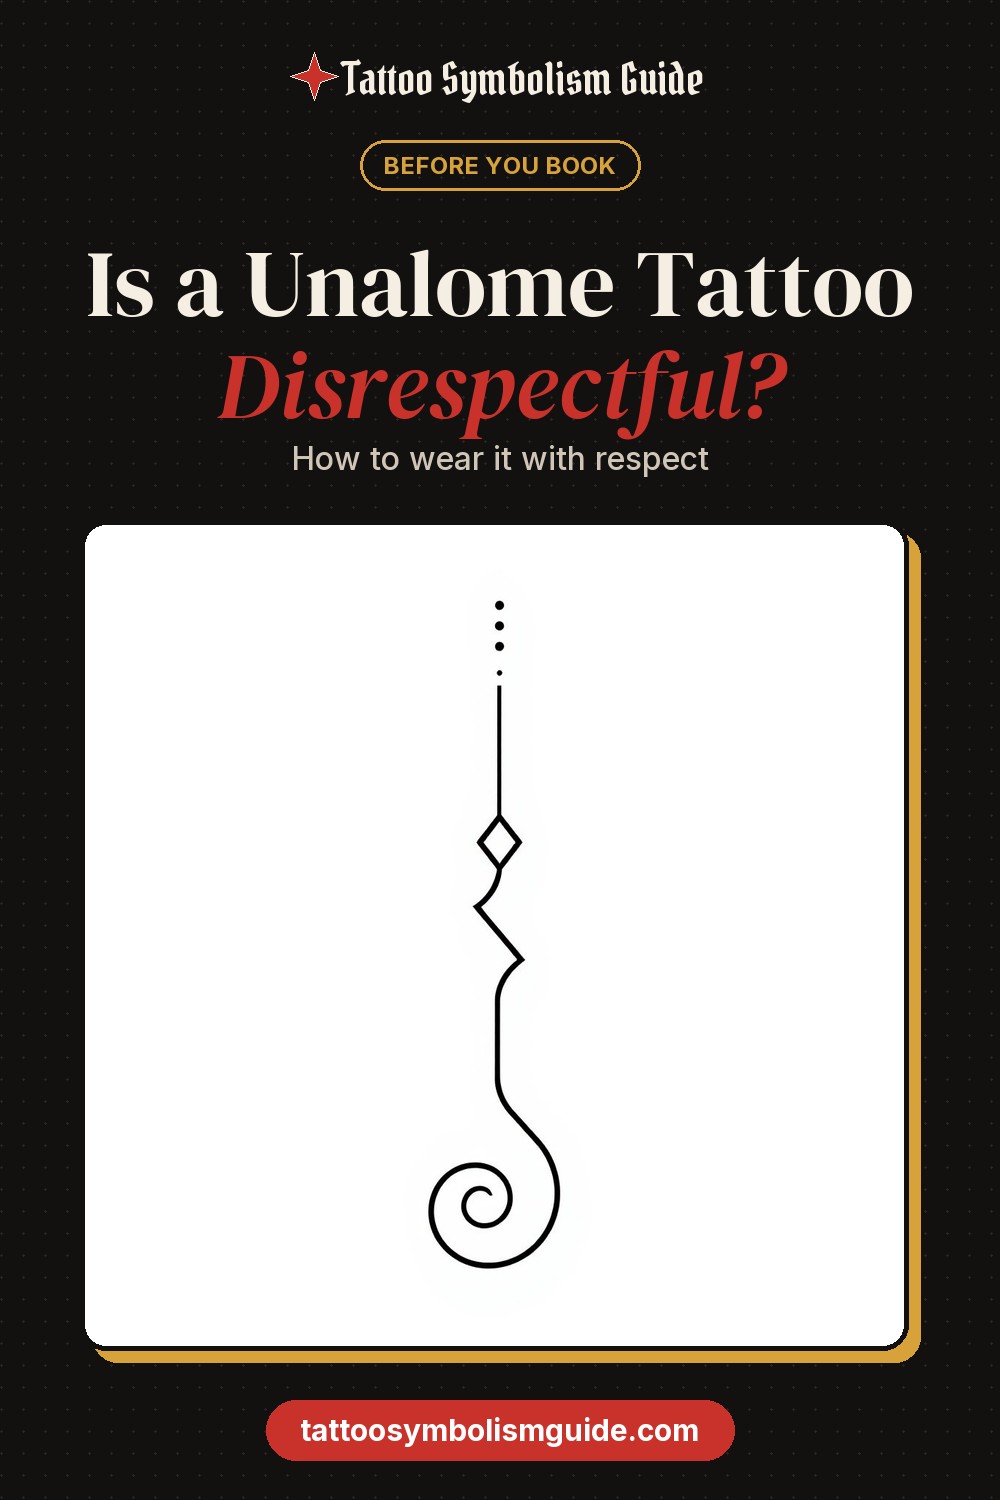 Tattoo Symbolism Guide
BEFORE YOU BOOK
Is a Unalome Tattoo
Disrespectful?
How to wear it with respect
tattoosymbolismguide.com